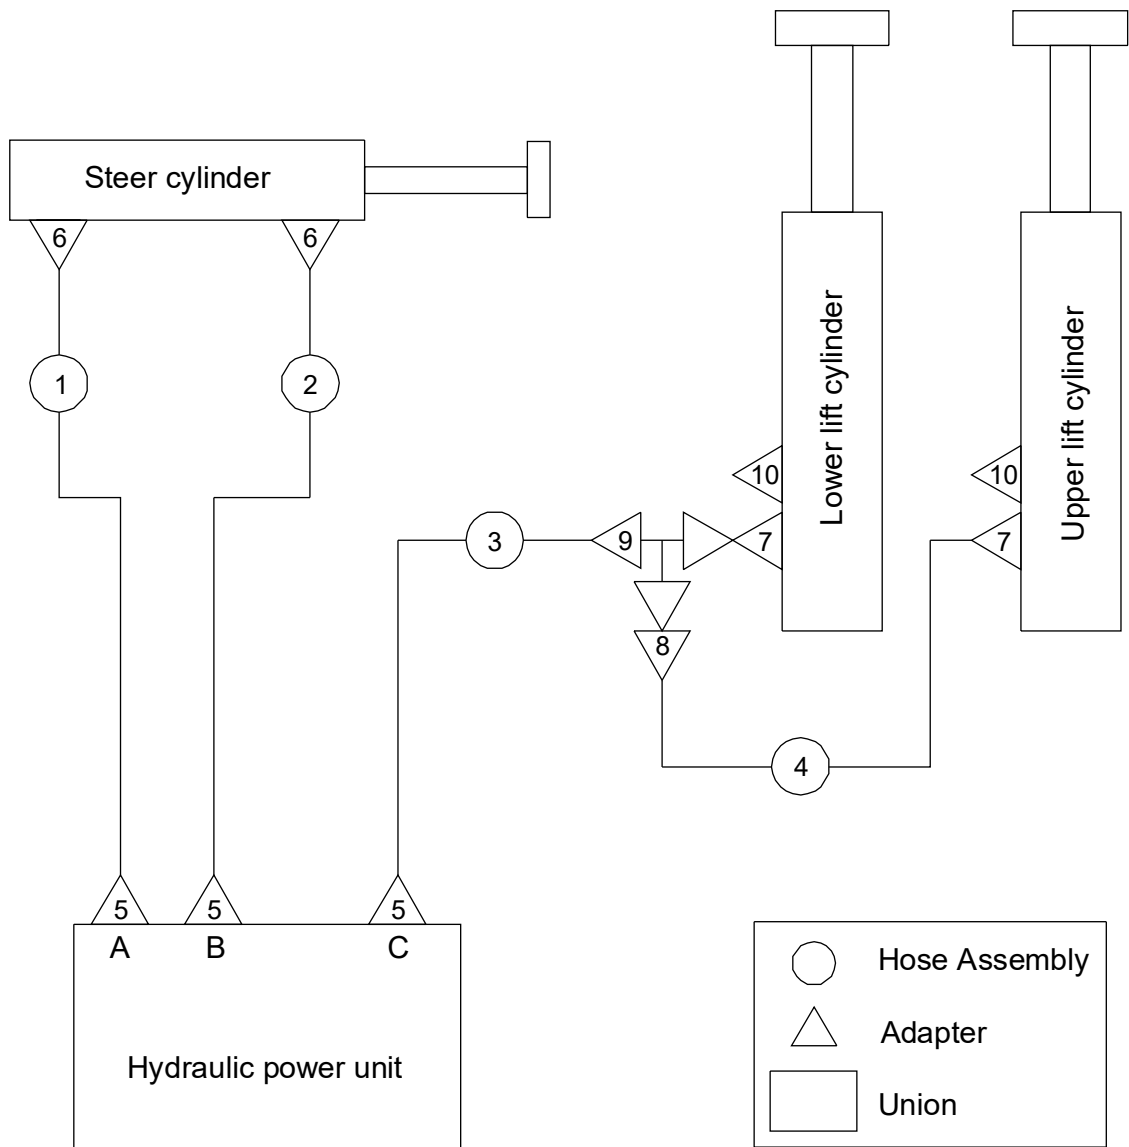 Steer cylinder
6
6
1
2
Lower lift cylinder
Upper lift cylinder
10
10
3
9
7
7
8
4
5
5
5
A
B
C
Hydraulic power unit
Hose Assembly
Adapter
Union